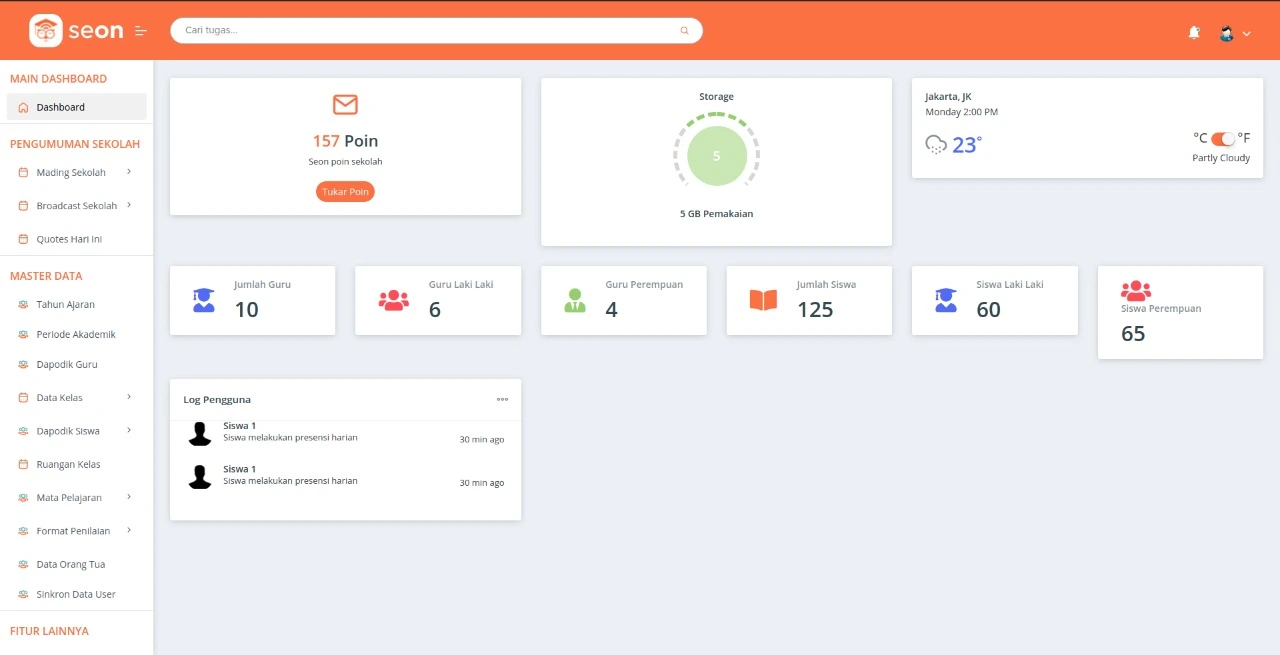 seon
Cari tugas...
MAIN DASHBOARD
Dashboard
PENGUMUMAN SEKOLAH
Mading Sekolah
Broadcast Sekolah
Quotes Hari Ini
MASTER DATA
Tahun Ajaran
Periode Akademik
Dapodik Guru
Data Kelas
Dapodik Siswa
Ruangan Kelas
Mata Pelajaran
Format Penilaian
Data Orang Tua
Sinkron Data User
FITUR LAINNYA
157 Poin
Seon poin sekolah
Tukar Poin
Storage
5
5 GB Pemakaian
Jakarta, JK
Monday 2:00 PM
23°
°C °F
Partly Cloudy
Jumlah Guru
10
Guru Laki Laki
6
Guru Perempuan
4
Jumlah Siswa
125
Siswa Laki Laki
60
Siswa Perempuan
65
Log Pengguna
Siswa 1
Siswa melakukan presensi harian
30 min ago
Siswa 1
Siswa melakukan presensi harian
30 min ago